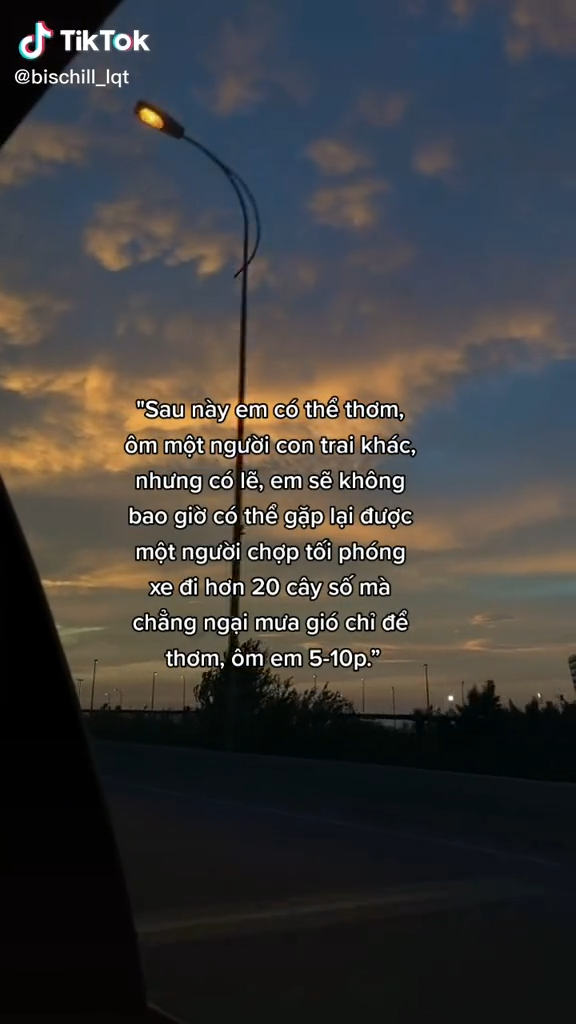 TikTok
@bischill_lqt
"Sau này em có thể thơm,
ôm một người con trai khác,
nhưng có lẽ, em sẽ không
bao giờ có thể gặp lại được
một người chợp tối phóng
xe đi hơn 20 cây số mà
chẳng ngại mưa gió chỉ để
thơm, ôm em 5-10p.”